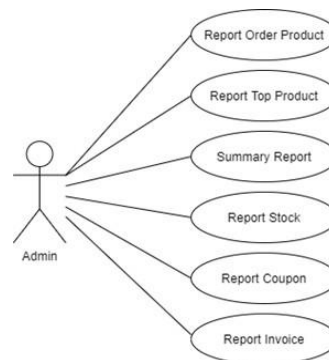 Report Order Product
Report Top Product
Summary Report
Report Stock
Admin
Report Coupon
Report Invoice